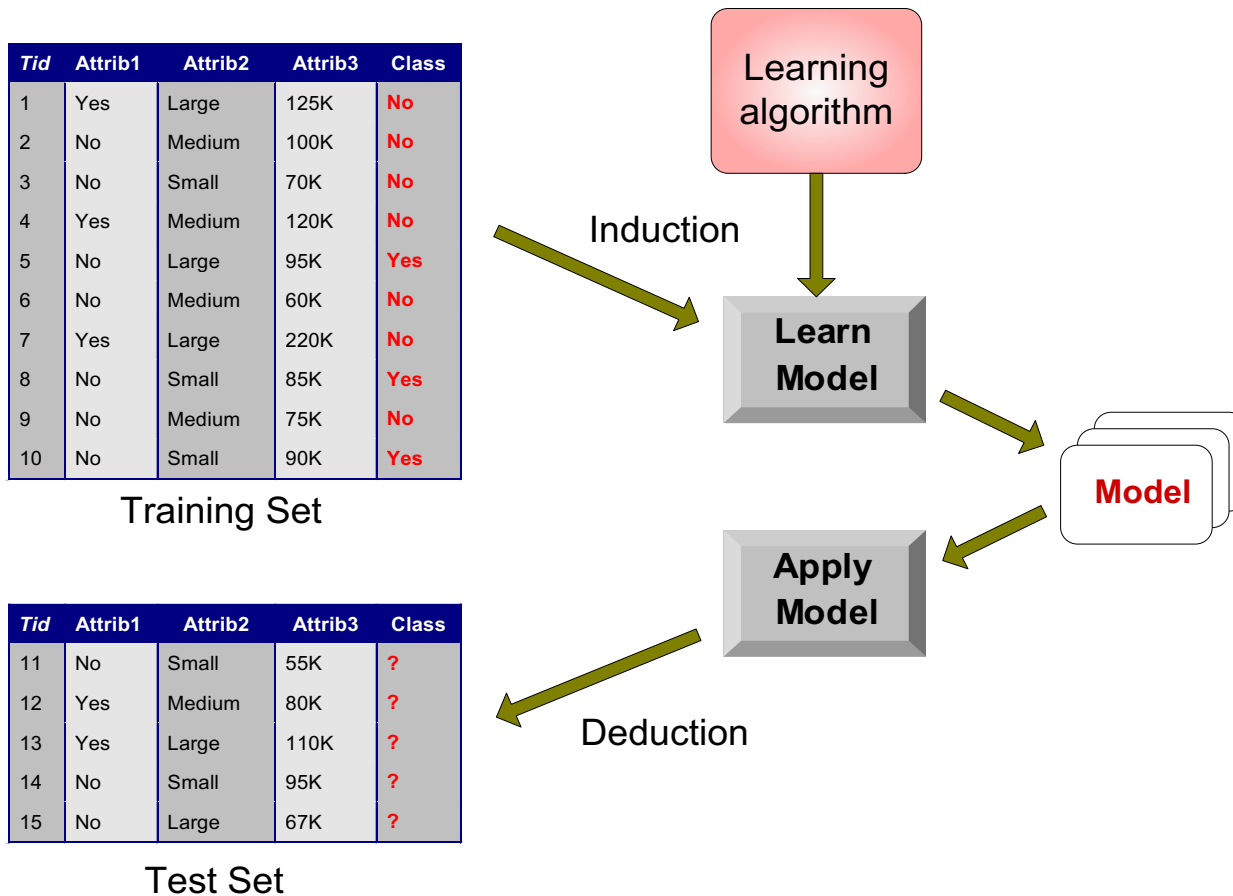 Tid Attrib1 Attrib2 Attrib3 Class
1 Yes Large 125K No
2 No Medium 100K No
3 No Small 70K No
4 Yes Medium 120K No
5 No Large 95K Yes
6 No Medium 60K No
7 Yes Large 220K No
8 No Small 85K Yes
9 No Medium 75K No
10 No Small 90K Yes
Training Set
Learning
algorithm
Induction
Learn
Model
Model
Apply
Model
Deduction
Tid Attrib1 Attrib2 Attrib3 Class
11 No Small 55K ?
12 Yes Medium 80K ?
13 Yes Large 110K ?
14 No Small 95K ?
15 No Large 67K ?
Test Set